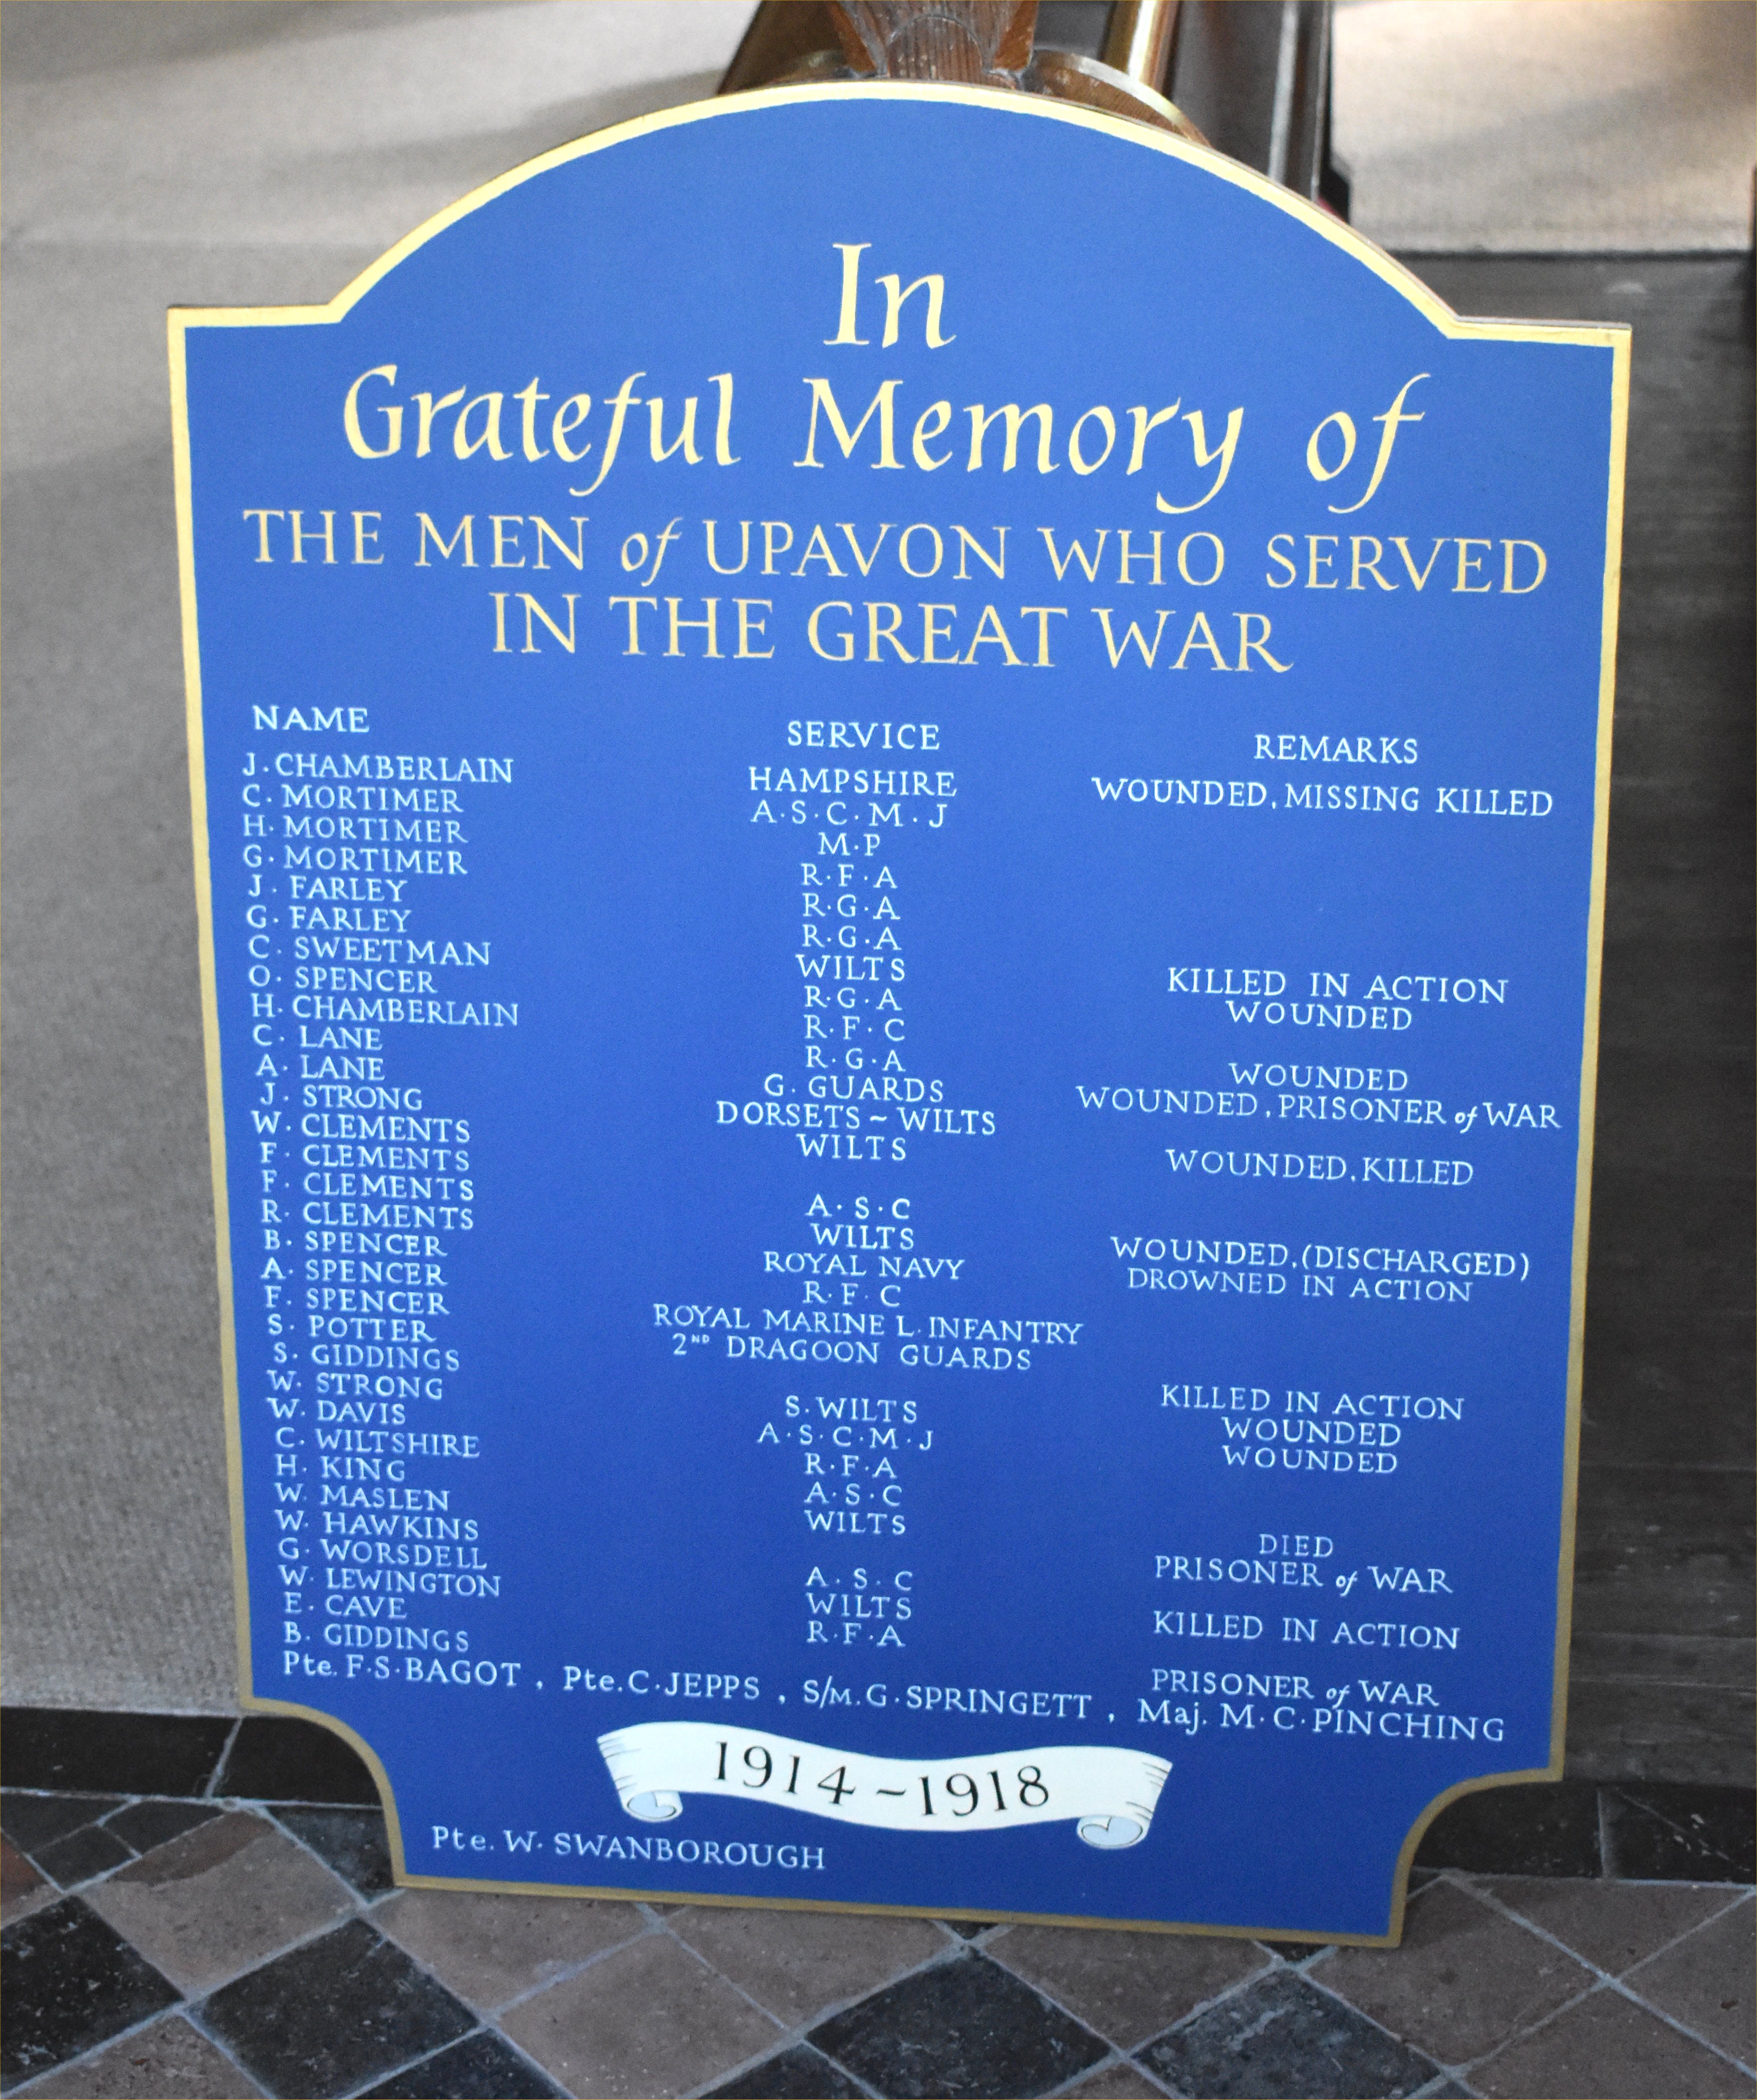 In
Grateful Memory of
THE MEN of UPAVON WHO SERVED
IN THE GREAT WAR
NAME SERVICE REMARKS
J. CHAMBERLAIN HAMPSHIRE WOUNDED, MISSING KILLED
C. MORTIMER A·S·C·M·J
H. MORTIMER M·P
G. MORTIMER R·F·A
J. FARLEY R·G·A
G. FARLEY R·G·A
C. SWEETMAN WILTS KILLED IN ACTION
O. SPENCER R·G·A WOUNDED
H. CHAMBERLAIN R·F·C
C. LANE R·G·A WOUNDED
A. LANE G. GUARDS WOUNDED, PRISONER of WAR
J. STRONG DORSETS ~ WILTS
W. CLEMENTS WILTS WOUNDED, KILLED
F. CLEMENTS
F. CLEMENTS A·S·C
R. CLEMENTS WILTS WOUNDED, (DISCHARGED)
B. SPENCER ROYAL NAVY DROWNED IN ACTION
A. SPENCER R·F·C
F. SPENCER ROYAL MARINE L. INFANTRY
S. POTTER 2ND DRAGOON GUARDS
S. GIDDINGS KILLED IN ACTION
W. STRONG S. WILTS WOUNDED
W. DAVIS A·S·C·M·J WOUNDED
C. WILTSHIRE R·F·A
H. KING A·S·C
W. MASLEN WILTS DIED
W. HAWKINS PRISONER of WAR
G. WORSDELL A·S·C
W. LEWINGTON WILTS KILLED IN ACTION
E. CAVE R·F·A
B. GIDDINGS PRISONER of WAR
Pte. F·S·BAGOT , Pte. C·JEPPS , S/M. G·SPRINGETT , Maj. M·C·PINCHING
1914~1918
Pte. W. SWANBOROUGH